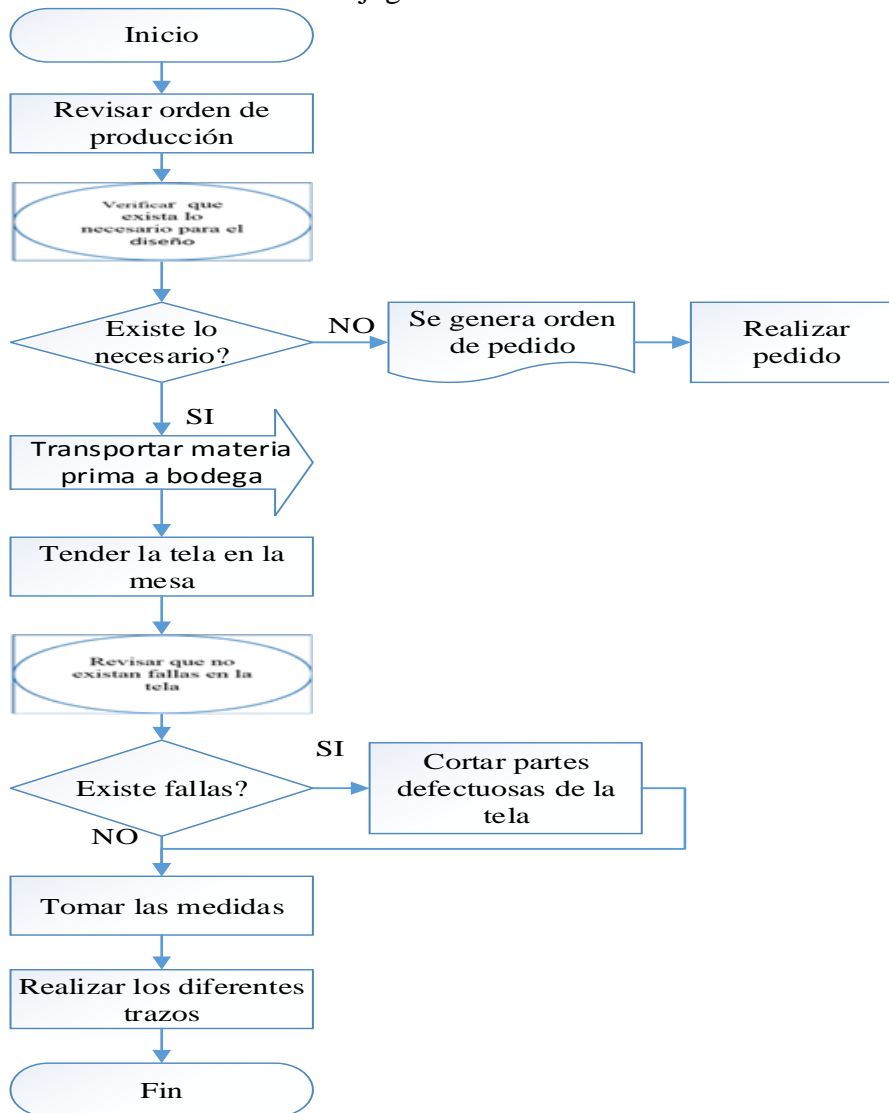 Inicio
Revisar orden de
producción
Verificar que
exista lo
necesario para el
diseño
Existe lo
necesario?
NO
Se genera orden
de pedido
Realizar
pedido
SI
Transportar materia
prima a bodega
Tender la tela en la
mesa
Revisar que no
existan fallas en la
tela
Existe fallas?
SI
Cortar partes
defectuosas de la
tela
NO
Tomar las medidas
Realizar los diferentes
trazos
Fin